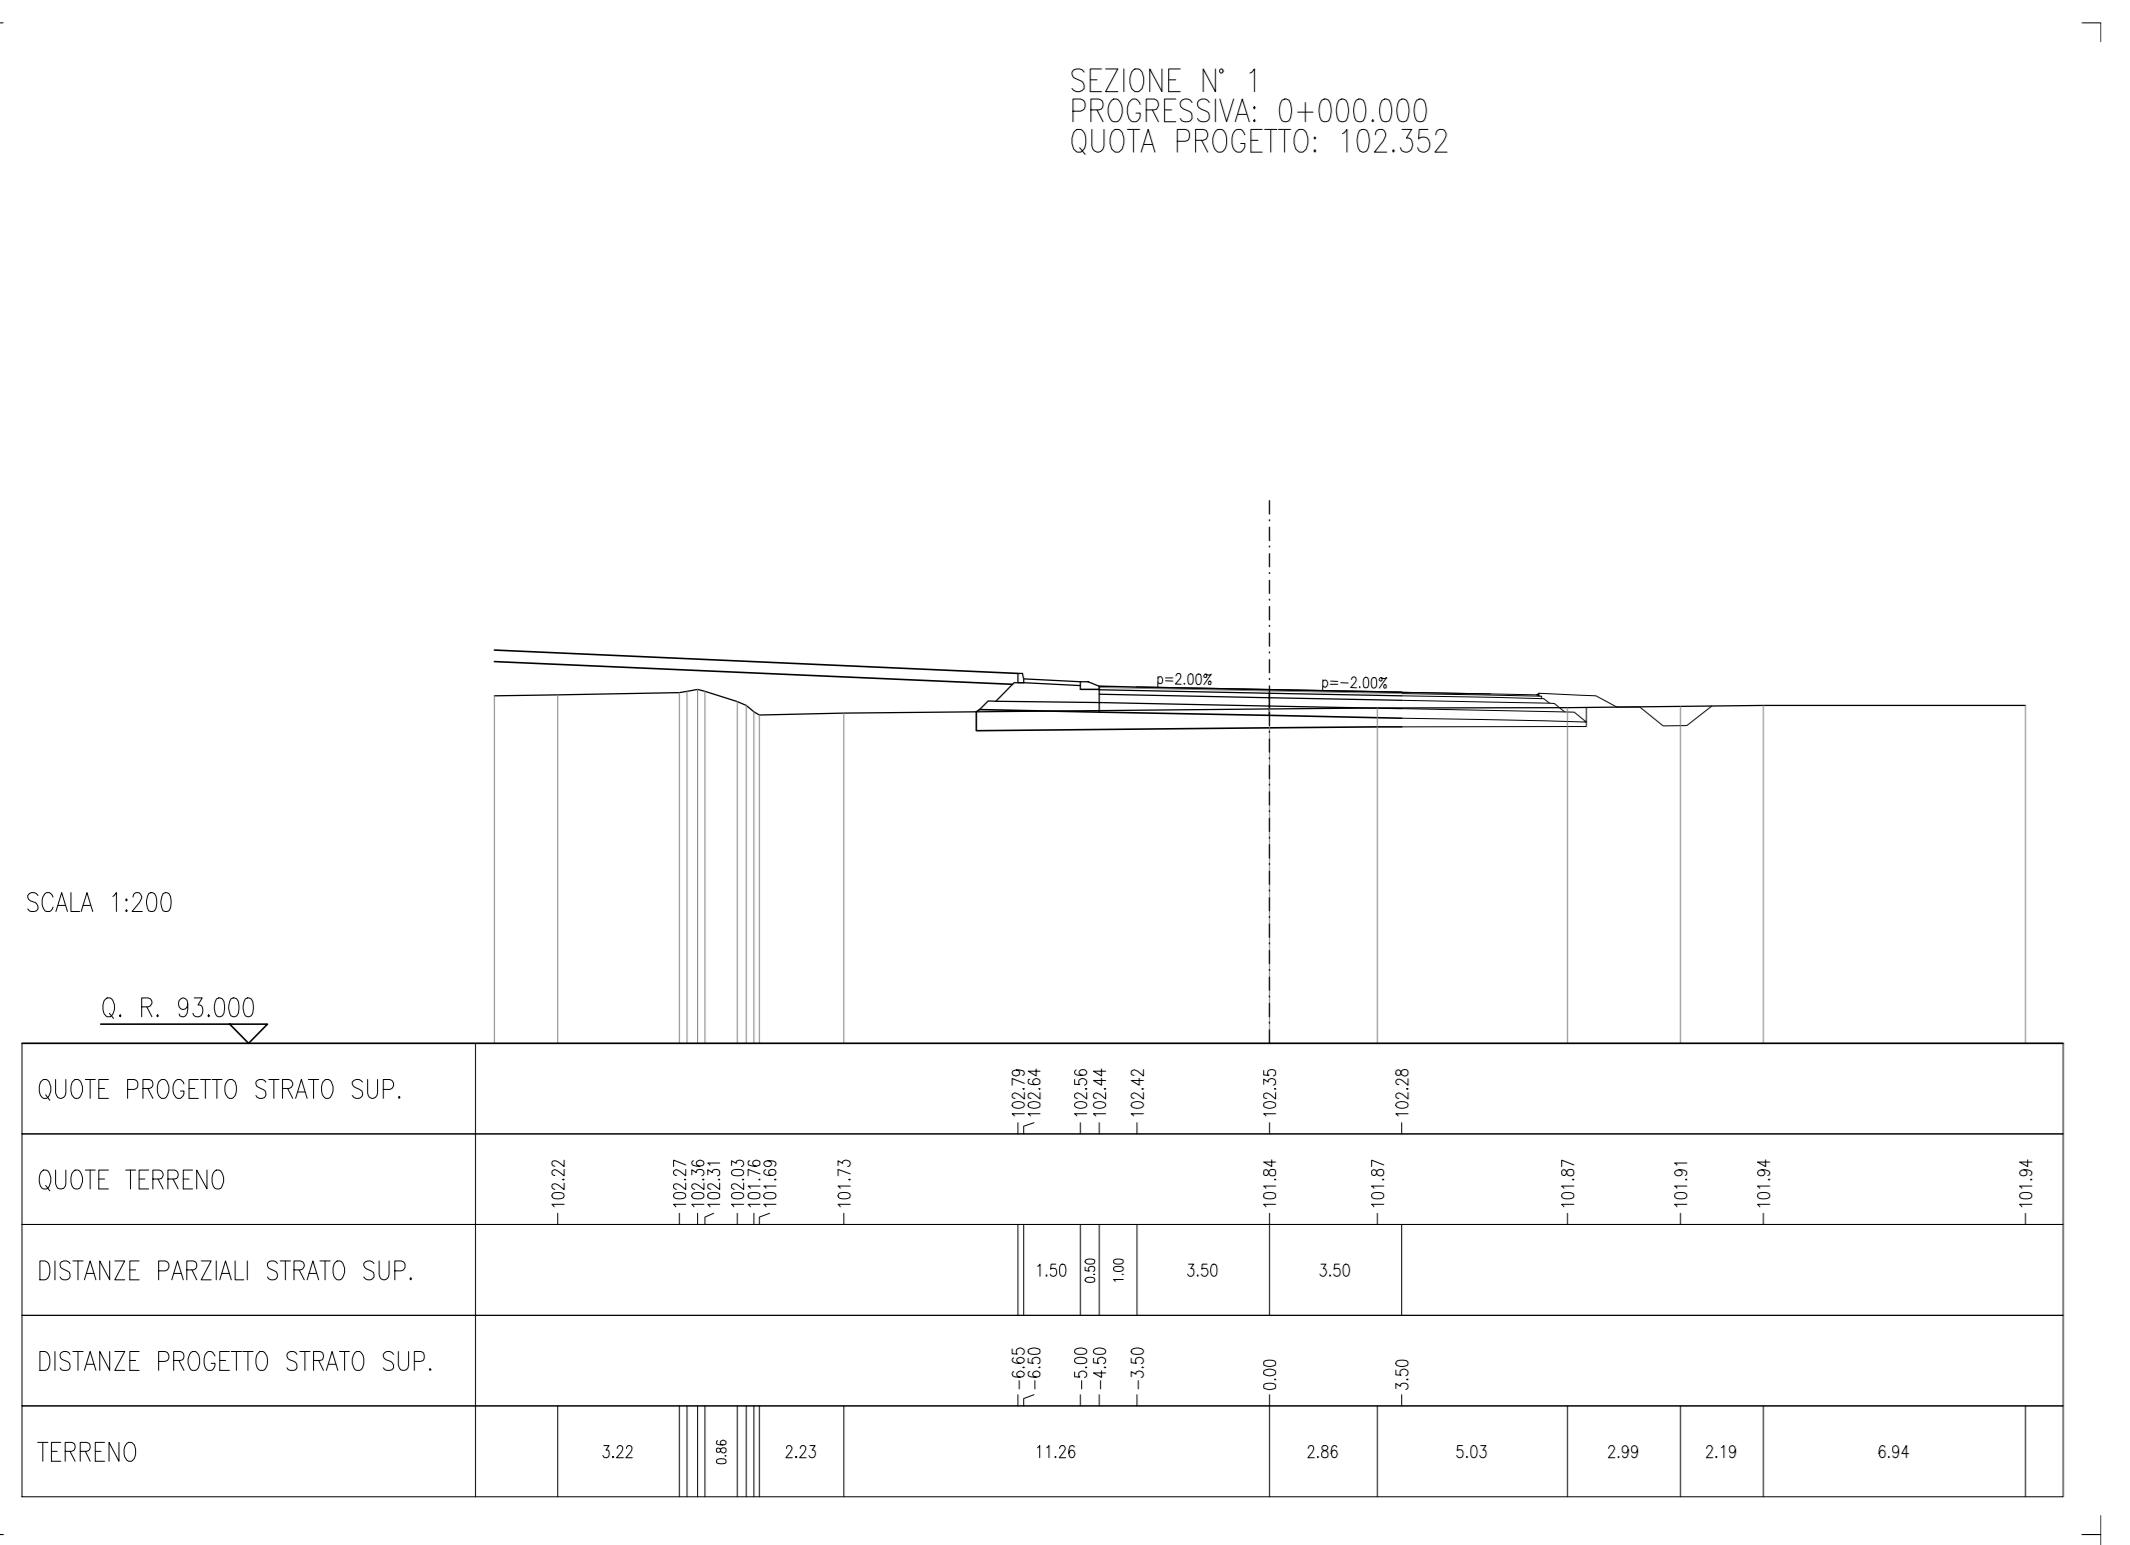 SEZIONE N° 1
PROGRESSIVA: 0+000.000
QUOTA PROGETTO: 102.352
p=2.00%
p=-2.00%
SCALA 1:200
Q. R. 93.000
QUOTE PROGETTO STRATO SUP.
102.79 102.64 102.56 102.44 102.42 102.35 102.28
QUOTE TERRENO
102.22 102.27 102.36 102.31 102.03 101.76 101.69 101.73 101.84 101.87 101.87 101.91 101.94 101.94
DISTANZE PARZIALI STRATO SUP.
1.50 0.50 1.00 3.50 3.50
DISTANZE PROGETTO STRATO SUP.
-6.65 -6.50 -5.00 -4.50 -3.50 0.00 3.50
TERRENO
3.22 0.86 2.23 11.26 2.86 5.03 2.99 2.19 6.94